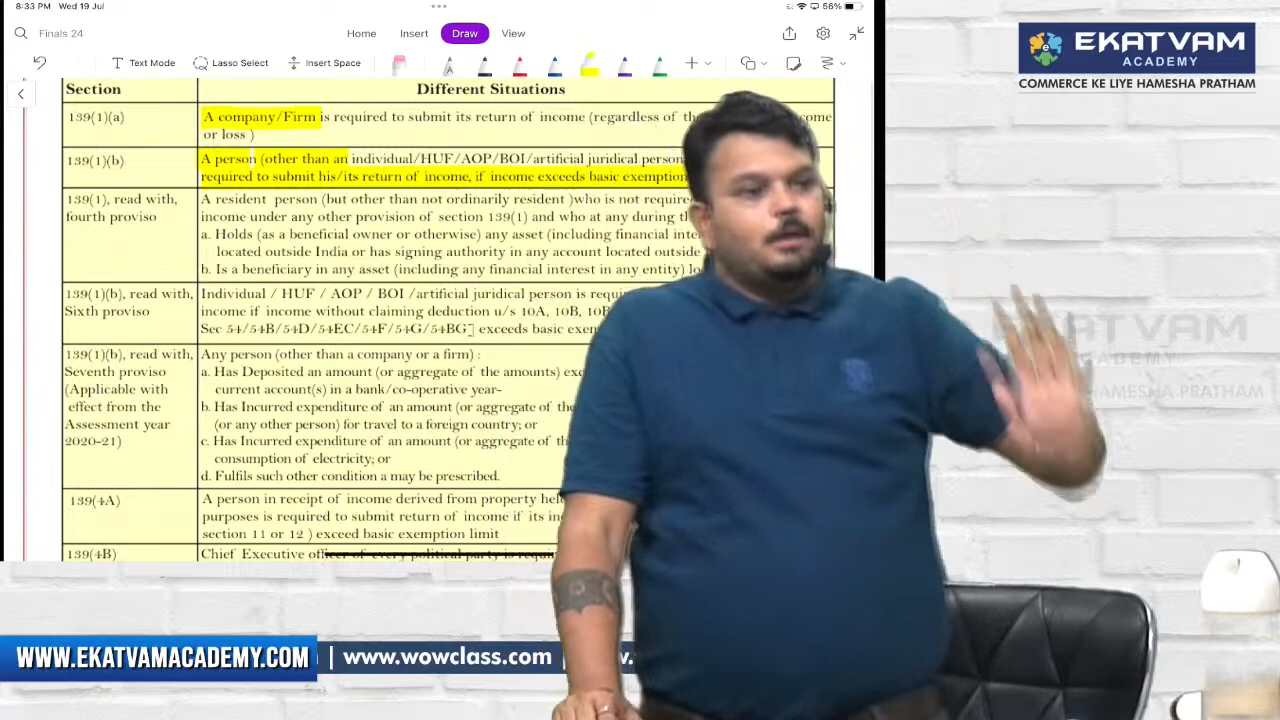 8:33 PM Wed 19 Jul
56%
Finals 24
Home Insert Draw View
Text Mode Lasso Select Insert Space
EKATVAM
ACADEMY
COMMERCE KE LIYE HAMESHA PRATHAM
Section Different Situations
139(1)(a) A company/Firm is required to submit its return of income (regardless of
or loss )
139(1)(b) A person (other than an individual/HUF/AOP/BOI/artificial juridical person
required to submit his/its return of income, if income exceeds basic exemption
139(1), read with, A resident person (but other than not ordinarily resident )who is not
fourth proviso income under any other provision of section 139(1) and who at any during
a. Holds (as a beneficial owner or otherwise) any asset (including financial
located outside India or has signing authority in any account located outside
b. Is a beneficiary in any asset (including any financial interest in any entity)
139(1)(b), read with, Individual / HUF / AOP / BOI /artificial juridical person is
Sixth proviso income if income without claiming deduction u/s 10A, 10B,
Sec 54/54B/54D/54EC/54F/54G/54BG] exceeds basic
139(1)(b), read with, Any person (other than a company or a firm) :
Seventh proviso a. Has Deposited an amount (or aggregate of the amounts)
(Applicable with current account(s) in a bank/co-operative year-
effect from the b. Has Incurred expenditure of an amount (or aggregate of the
Assessment year (or any other person) for travel to a foreign country; or
2020-21) c. Has Incurred expenditure of an amount (or aggregate of
consumption of electricity; or
d. Fulfils such other condition a may be prescribed.
139(4A) A person in receipt of income derived from property
purposes is required to submit return of income if its
section 11 or 12 ) exceed basic exemption limit
139(4B) Chief Executive officer of every political party is
EKATVAM
HAMESHA PRATHAM
WWW.EKATVAMACADEMY.COM | www.wowclass.com